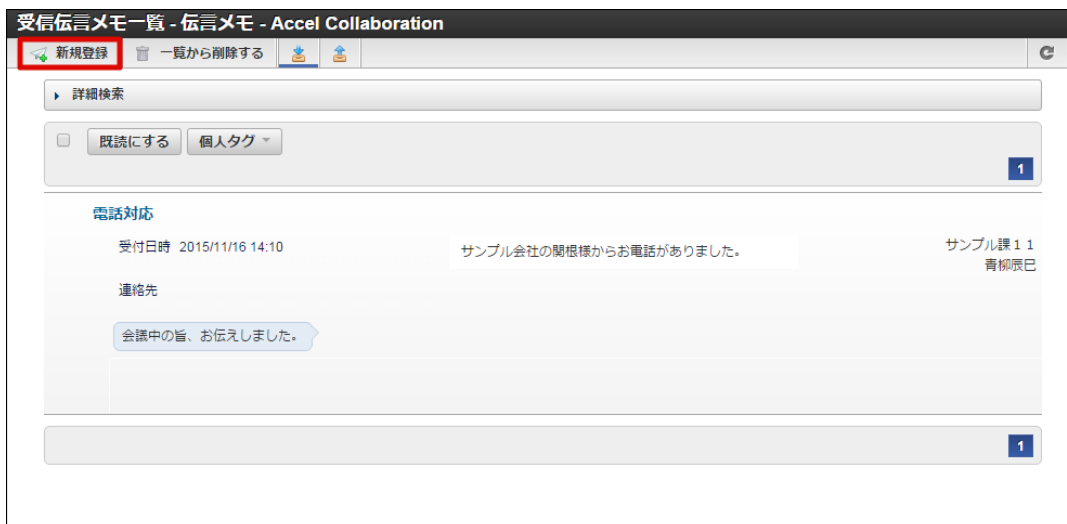 受信伝言メモ一覧 - 伝言メモ - Accel Collaboration
新規登録 一覧から削除する
詳細検索
既読にする 個人タグ
1
電話対応
受付日時 2015/11/16 14:10 サンプル会社の関根様からお電話がありました。 サンプル課11
青柳辰巳
連絡先
会議中の旨、お伝えしました。
1